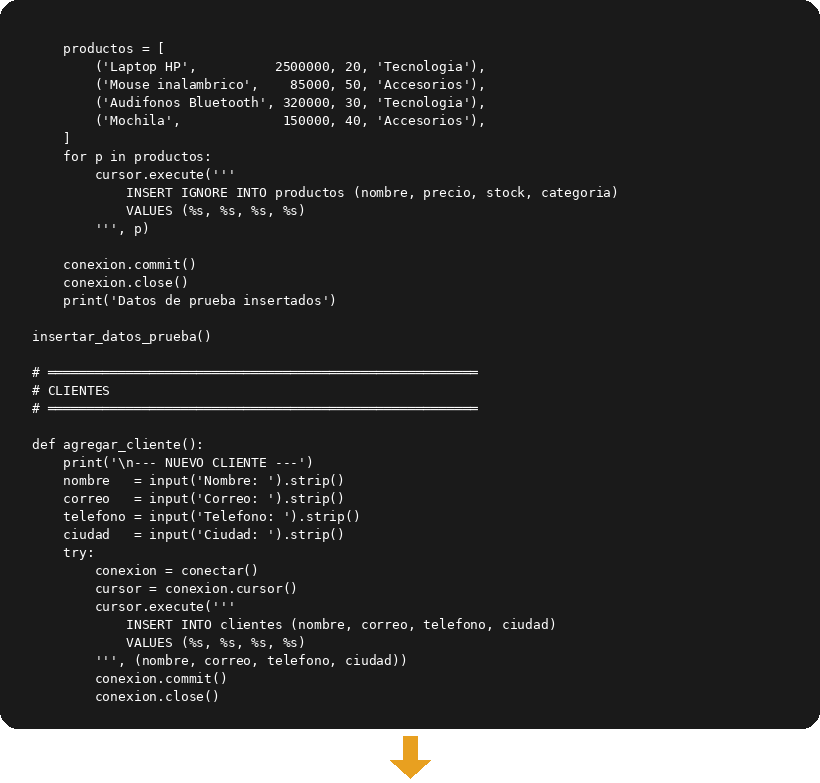 productos = [
        ('Laptop HP',          2500000, 20, 'Tecnologia'),
        ('Mouse inalambrico',    85000, 50, 'Accesorios'),
        ('Audifonos Bluetooth', 320000, 30, 'Tecnologia'),
        ('Mochila',             150000, 40, 'Accesorios'),
    ]
    for p in productos:
        cursor.execute('''
            INSERT IGNORE INTO productos (nombre, precio, stock, categoria)
            VALUES (%s, %s, %s, %s)
        ''', p)

    conexion.commit()
    conexion.close()
    print('Datos de prueba insertados')

insertar_datos_prueba()

# ═══════════════════════════════════════════════════════
# CLIENTES
# ═══════════════════════════════════════════════════════

def agregar_cliente():
    print('\n--- NUEVO CLIENTE ---')
    nombre   = input('Nombre: ').strip()
    correo   = input('Correo: ').strip()
    telefono = input('Telefono: ').strip()
    ciudad   = input('Ciudad: ').strip()
    try:
        conexion = conectar()
        cursor = conexion.cursor()
        cursor.execute('''
            INSERT INTO clientes (nombre, correo, telefono, ciudad)
            VALUES (%s, %s, %s, %s)
        ''', (nombre, correo, telefono, ciudad))
        conexion.commit()
        conexion.close()